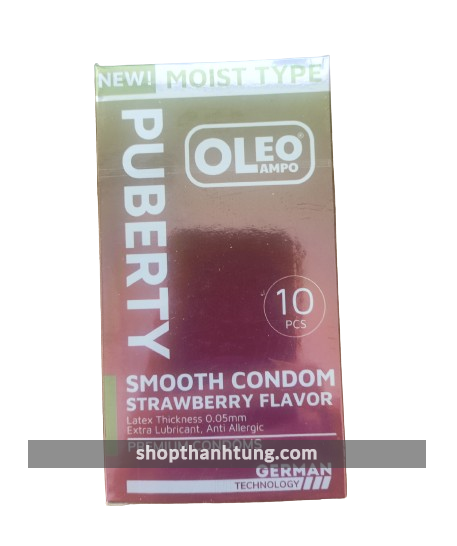 NEW! MOIST TYPE
PUBERTY
OLEO®
AMPO
10
PCS
SMOOTH CONDOM
STRAWBERRY FLAVOR
Latex Thickness 0.05mm
Extra Lubricant, Anti Allergic
PREMIUM CONDOMS
shopthanhtung.com
GERMAN
TECHNOLOGY